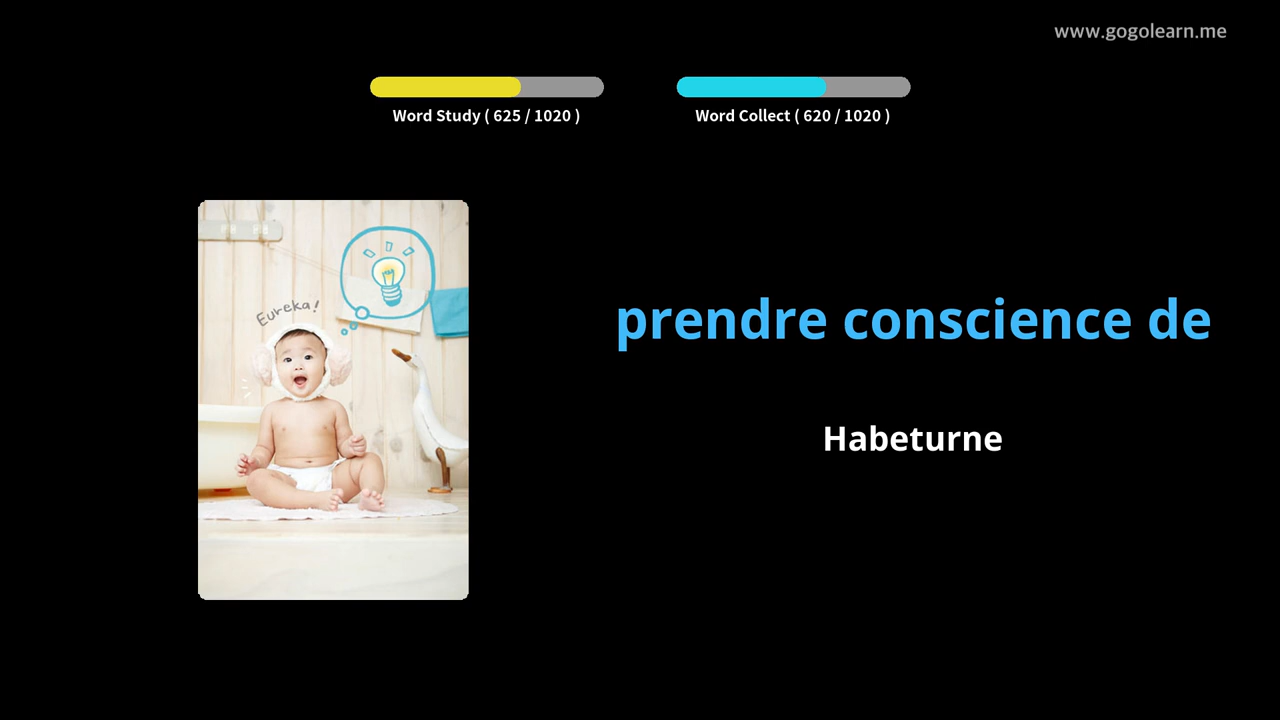 www.gogolearn.me
Word Study ( 625 / 1020 )
Word Collect ( 620 / 1020 )
Eureka!
prendre conscience de
Habeturne